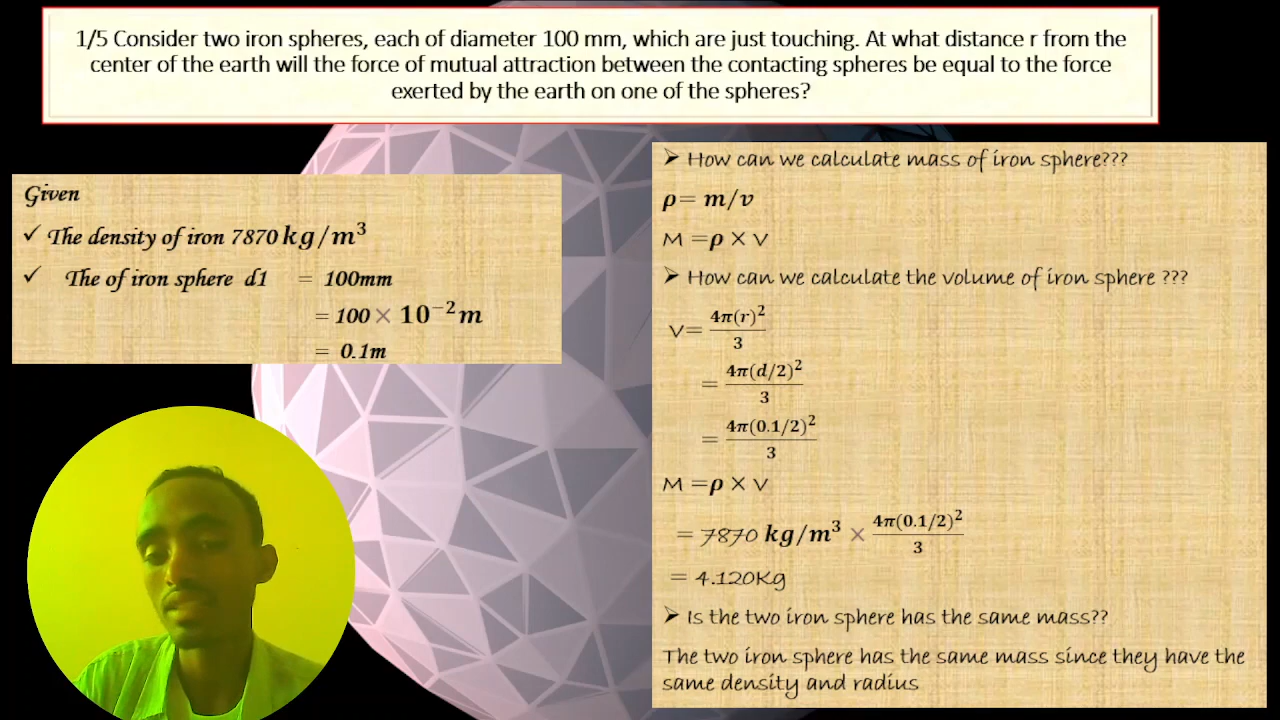 1/5 Consider two iron spheres, each of diameter 100 mm, which are just touching. At what distance r from the
center of the earth will the force of mutual attraction between the contacting spheres be equal to the force
exerted by the earth on one of the spheres?
Given
✓ The density of iron 7870 kg/m³
✓ The of iron sphere d1 = 100mm
= 100 × 10⁻² m
= 0.1m
➢ How can we calculate mass of iron sphere???
ρ= m/v
M =ρ X V
➢ How can we calculate the volume of iron sphere ???
V= 4π(r)²/3
= 4π(d/2)²/3
= 4π(0.1/2)²/3
M =ρ X V
= 7870 kg/m³ × 4π(0.1/2)²/3
= 4.120Kg
➢ Is the two iron sphere has the same mass??
The two iron sphere has the same mass since they have the
same density and radius